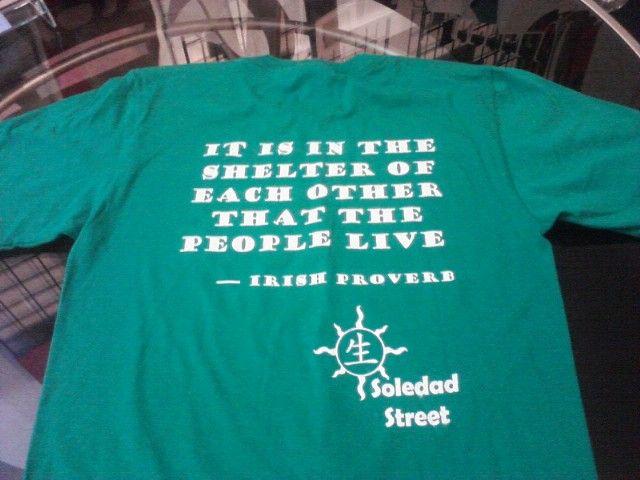 IT IS IN THE
SHELTER OF
EACH OTHER
THAT THE
PEOPLE LIVE
— IRISH PROVERB
生
Soledad
Street